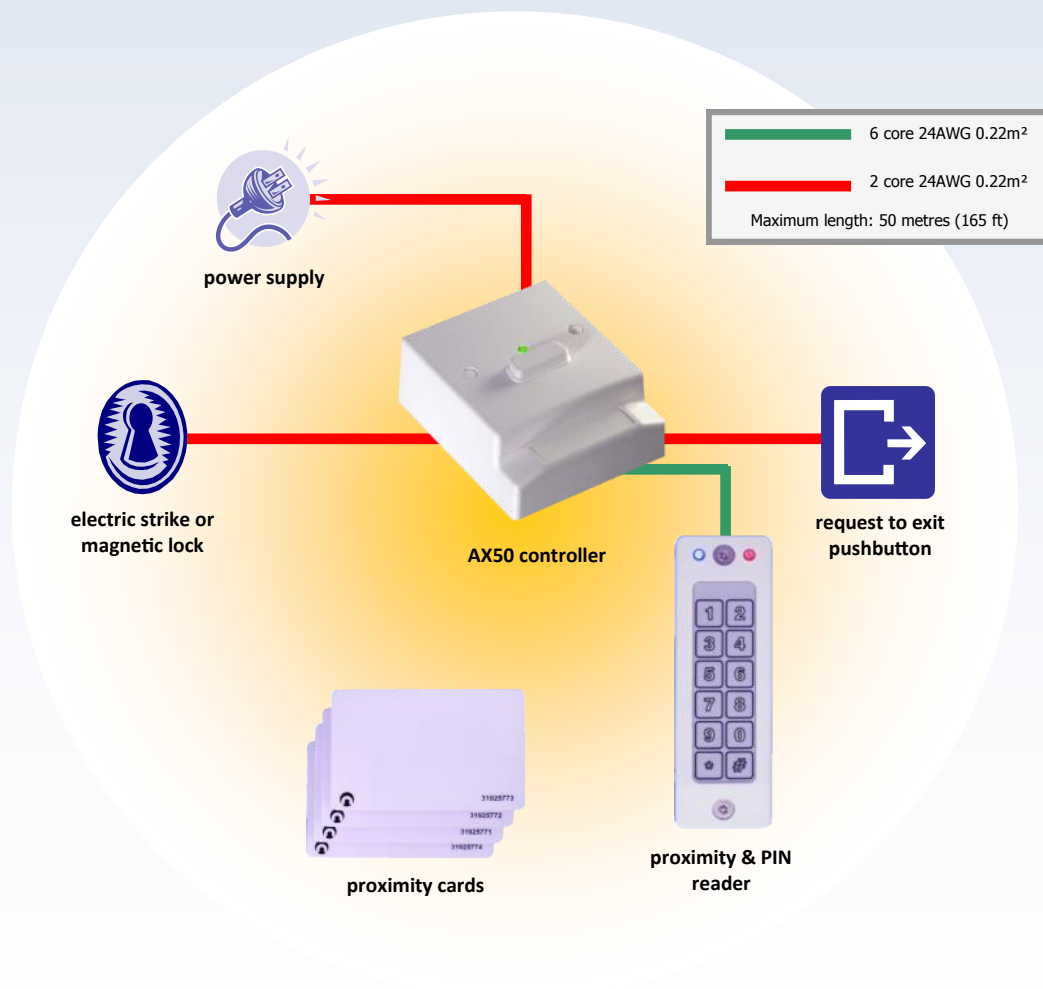 6 core 24AWG 0.22m²
2 core 24AWG 0.22m²
Maximum length: 50 metres (165 ft)
power supply
electric strike or
magnetic lock
AX50 controller
request to exit
pushbutton
1 2
3 4
5 6
7 8
9 0
* #
31925773
31925772
31925771
31925774
proximity cards
proximity & PIN
reader